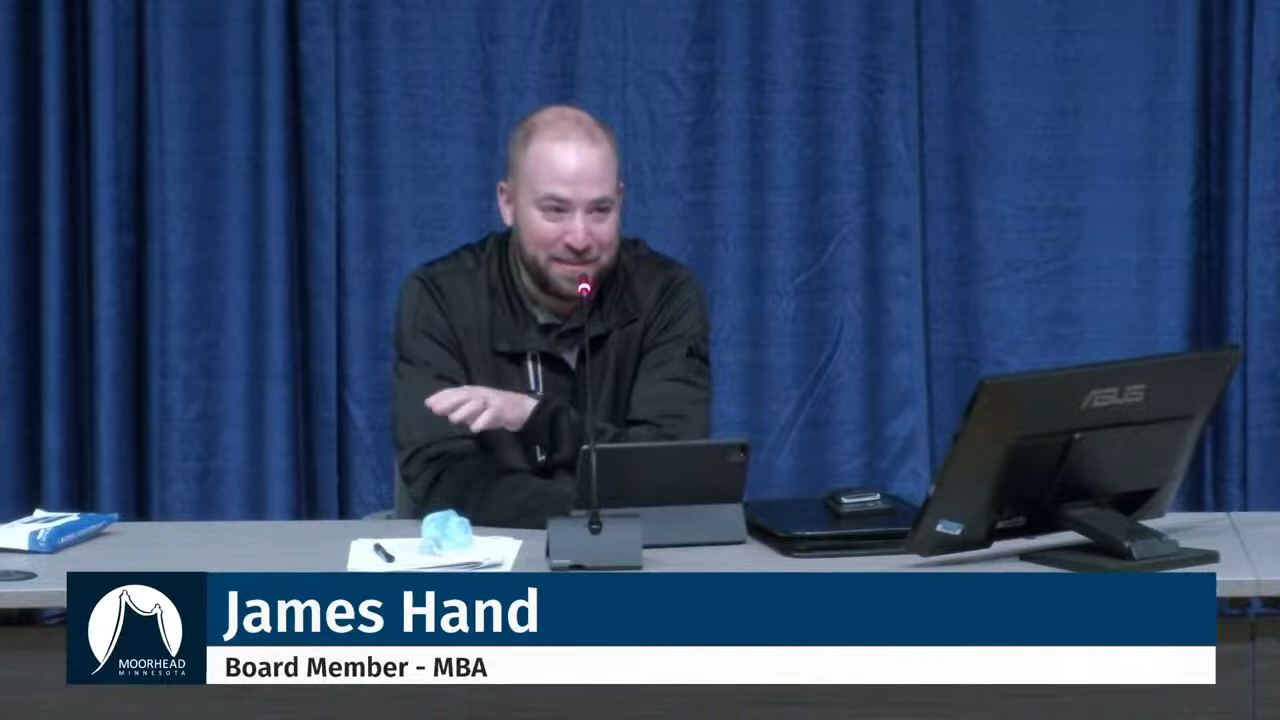 ASUS
James Hand
Board Member - MBA
MOORHEAD
MINNESOTA